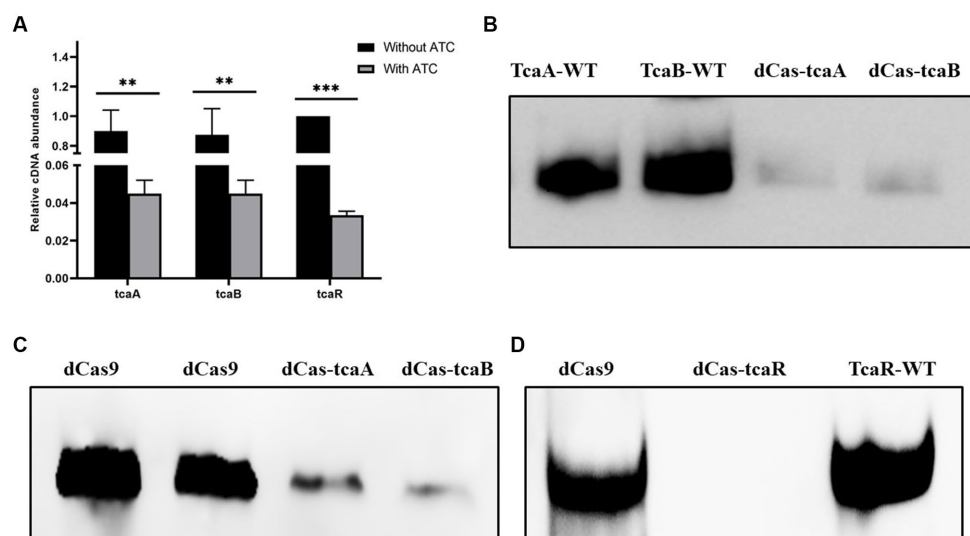 A
Relative cDNA abundance
1.4
1.2
1.0
0.8
0.06
0.04
0.02
0.00
** ** ***
Without ATC
With ATC
tcaA tcaB tcaR
B
TcaA-WT TcaB-WT dCas-tcaA dCas-tcaB
C
dCas9 dCas9 dCas-tcaA dCas-tcaB
D
dCas9 dCas-tcaR TcaR-WT